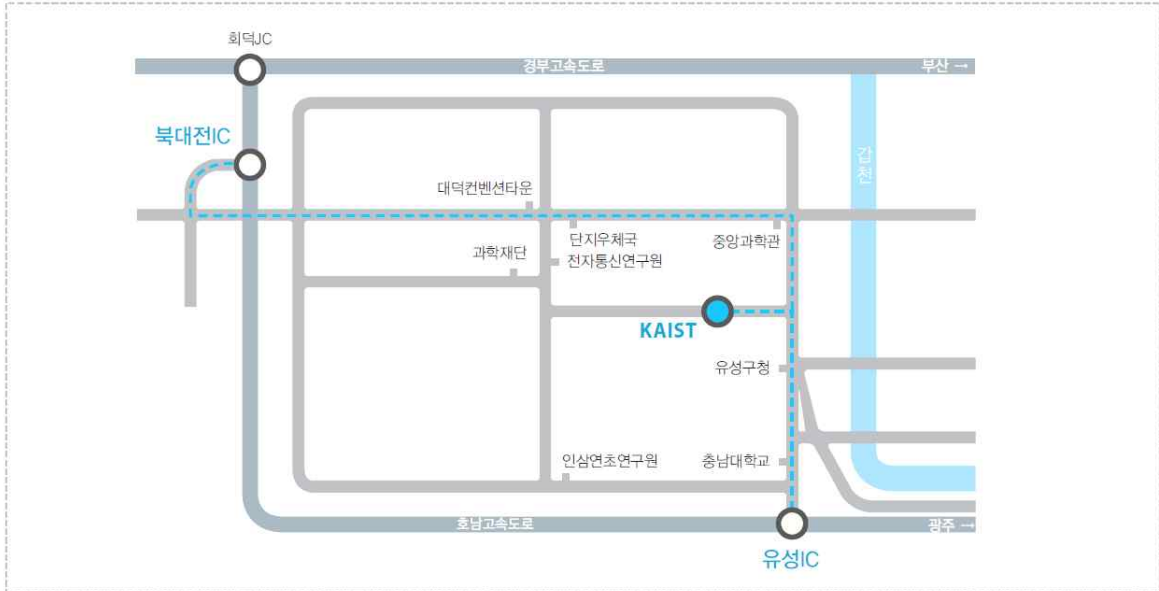 회덕JC
경부고속도로
부산 →
북대전IC
갑천
대덕컨벤션타운
단지우체국
중앙과학관
과학재단
전자통신연구원
KAIST
유성구청
인삼연초연구원
충남대학교
호남고속도로
광주 →
유성IC